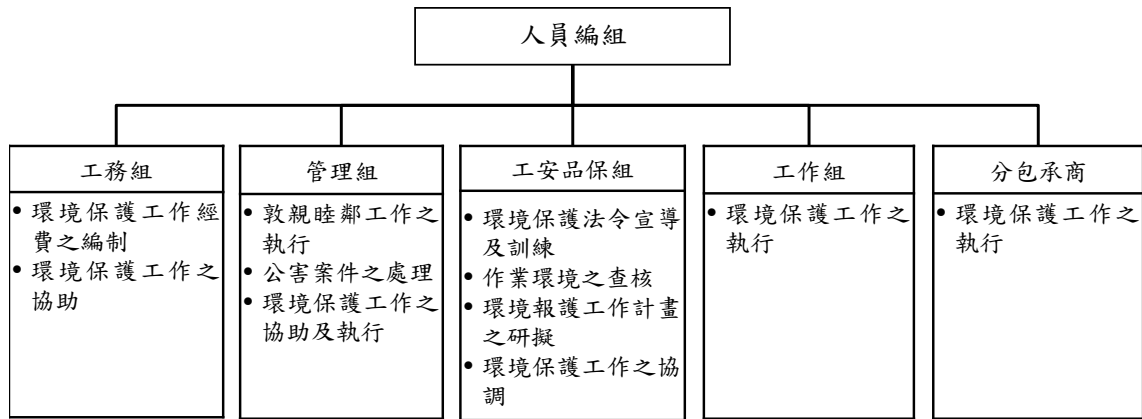 人員編組
工務組
• 環境保護工作經
費之編制
• 環境保護工作之
協助
管理組
• 敦親睦鄰工作之
執行
• 公害案件之處理
• 環境保護工作之
協助及執行
工安品保組
• 環境保護法令宣導
及訓練
• 作業環境之查核
• 環境報護工作計畫
之研擬
• 環境保護工作之協
調
工作組
• 環境保護工作之
執行
分包承商
• 環境保護工作之
執行